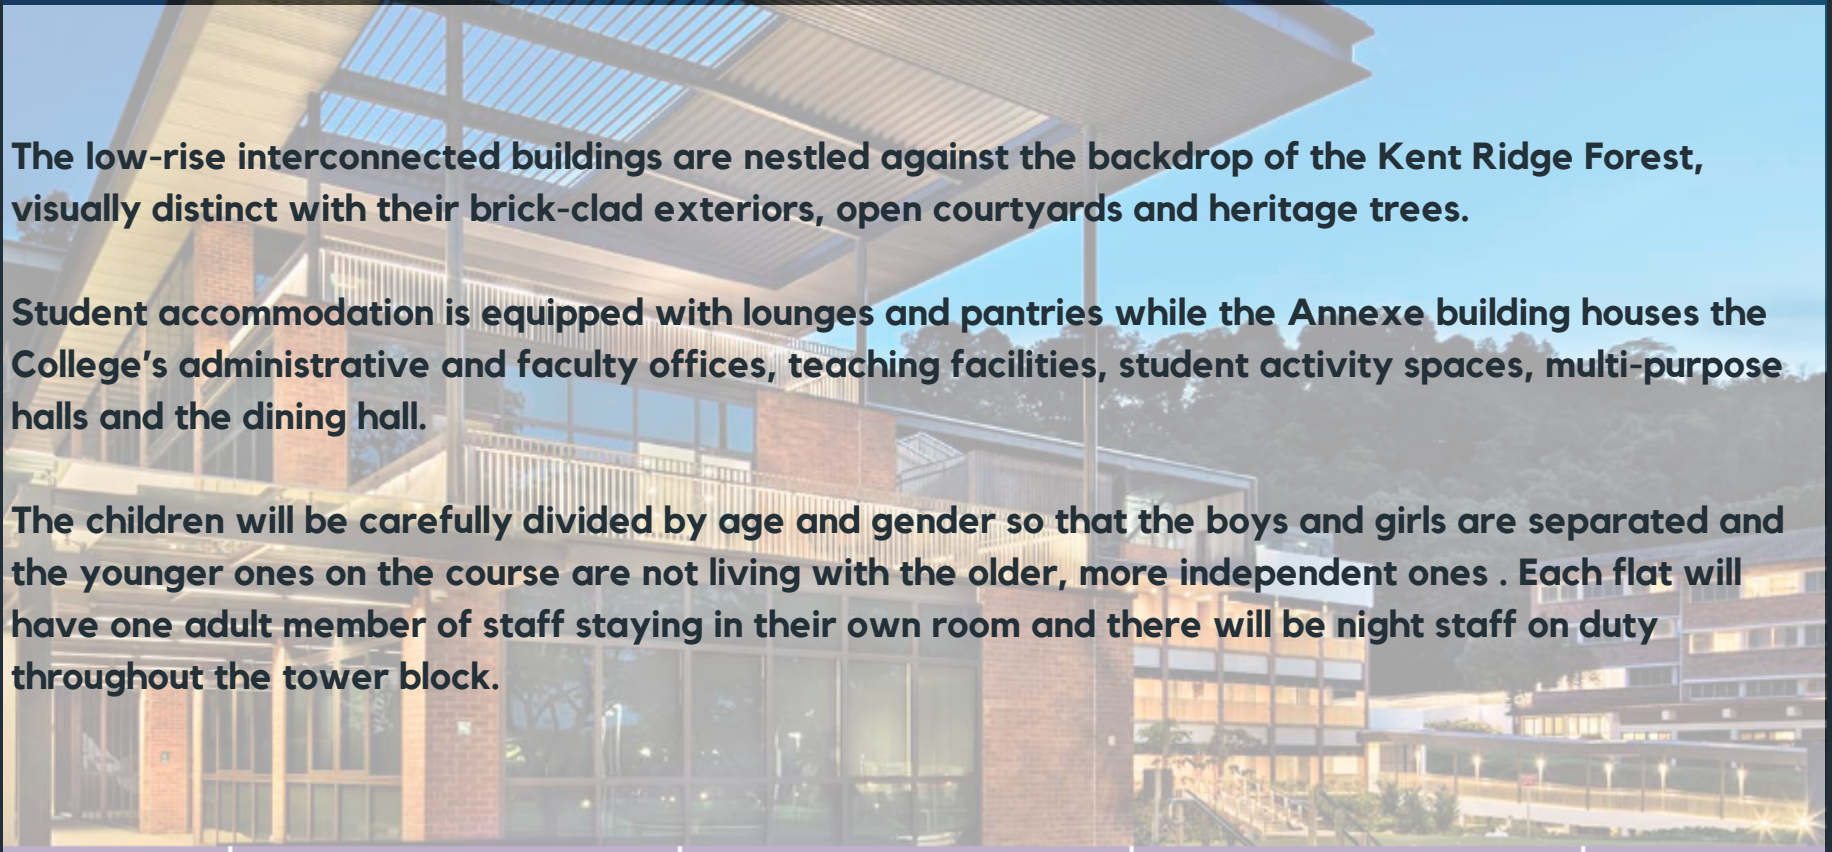 The low-rise interconnected buildings are nestled against the backdrop of the Kent Ridge Forest,
visually distinct with their brick-clad exteriors, open courtyards and heritage trees.
Student accommodation is equipped with lounges and pantries while the Annexe building houses the
College's administrative and faculty offices, teaching facilities, student activity spaces, multi-purpose
halls and the dining hall.
The children will be carefully divided by age and gender so that the boys and girls are separated and
the younger ones on the course are not living with the older, more independent ones . Each flat will
have one adult member of staff staying in their own room and there will be night staff on duty
throughout the tower block.